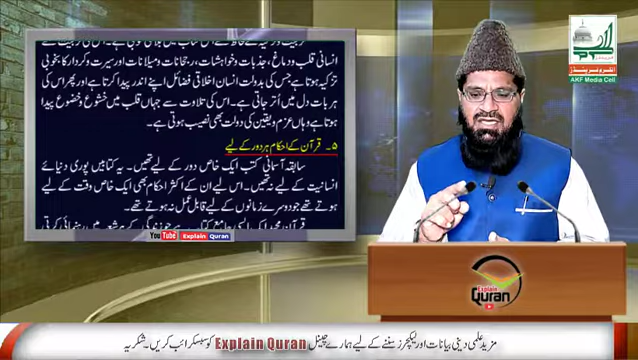 انسانی قلب و دماغ، جذبات و خواہشات، رجحانات و میلانات اور سیرت و کردار کا بخوبی
تزکیہ ہوتا ہے جس کی بدولت انسان اخلاقی فضائل اپنے اندر پیدا کرتا ہے اور پھر اس کی
ہر بات دل میں اتر جاتی ہے۔ اس کی تلاوت سے جہاں قلب میں خشوع و خضوع پیدا
ہوتا ہے وہاں عزم و یقین کی دولت بھی نصیب ہوتی ہے۔
۵۔ قرآن کے احکام ہر دور کے لیے
سابقہ آسمانی کتب ایک خاص دور کے لیے تھیں۔ یہ کتابیں پوری دنیائے
انسانیت کے لیے نہ تھیں۔ اس لیے ان کے اکثر احکام بھی ایک خاص وقت کے لیے
ہوتے تھے جو دوسرے زمانوں کے لیے قابل عمل نہ ہوتے تھے۔
YouTube Explain Quran
AKF Media Cell
Explain
Quran
مزید علمی دینی بیانات اور لیکچرز سننے کے لیے ہمارے چینل Explain Quran کو سبسکرائب کریں۔ شکریہ